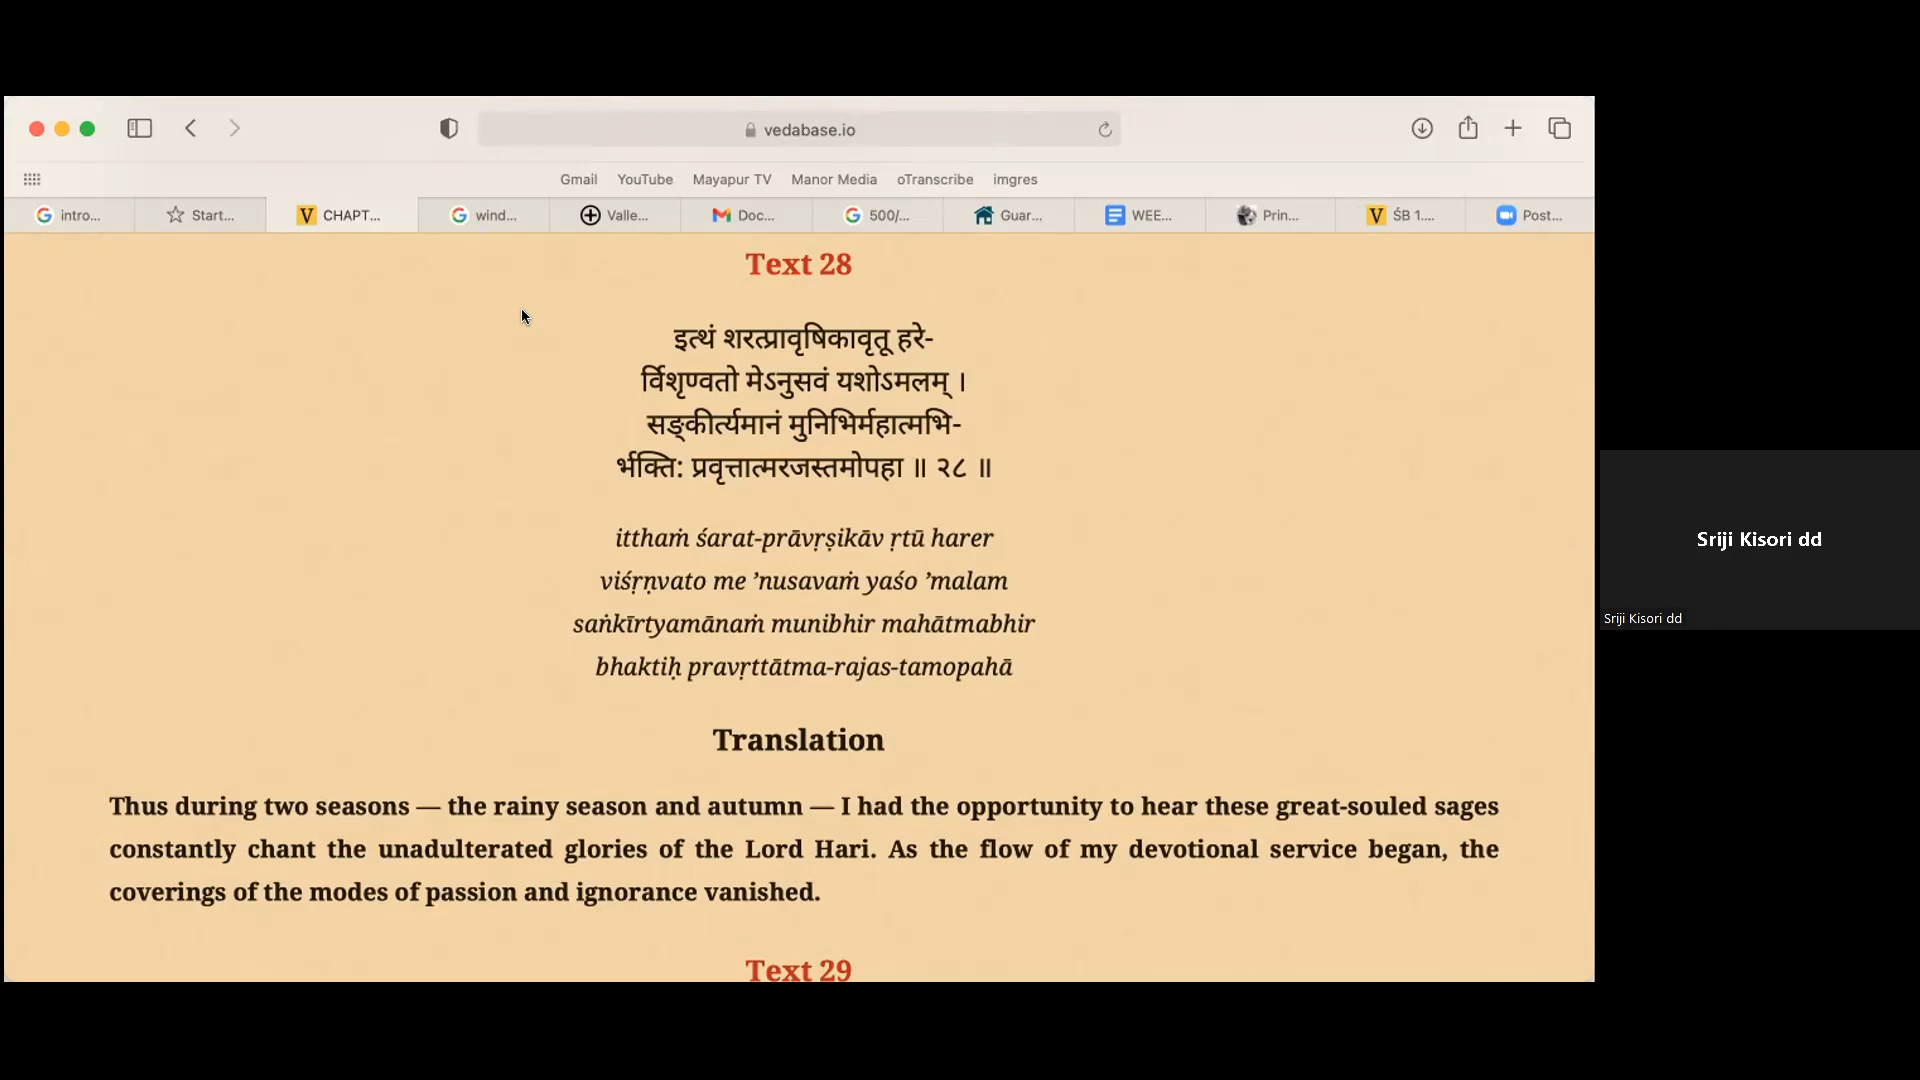 vedabase.io
Gmail YouTube Mayapur TV Manor Media oTranscribe imgres
intro... Start... CHAPT... wind... Valle... Doc... 500/... Guar... WEE... Prin... ŚB 1.... Post...
Text 28
इत्थं शरत्प्रावृषिकावृतू हरे-
र्विशृण्वतो मेऽनुसवं यशोऽमलम् ।
सङ्कीर्त्यमानं मुनिभिर्महात्मभि-
र्भक्ति: प्रवृत्तात्मरजस्तमोपहा ॥ २८ ॥
itthaṁ śarat-prāvṛṣikāv ṛtū harer
viśṛṇvato me ’nusavaṁ yaśo ’malam
saṅkīrtyamānaṁ munibhir mahātmabhir
bhaktiḥ pravṛttātma-rajas-tamopahā
Translation
Thus during two seasons — the rainy season and autumn — I had the opportunity to hear these great-souled sages
constantly chant the unadulterated glories of the Lord Hari. As the flow of my devotional service began, the
coverings of the modes of passion and ignorance vanished.
Text 29
Sriji Kisori dd
Sriji Kisori dd